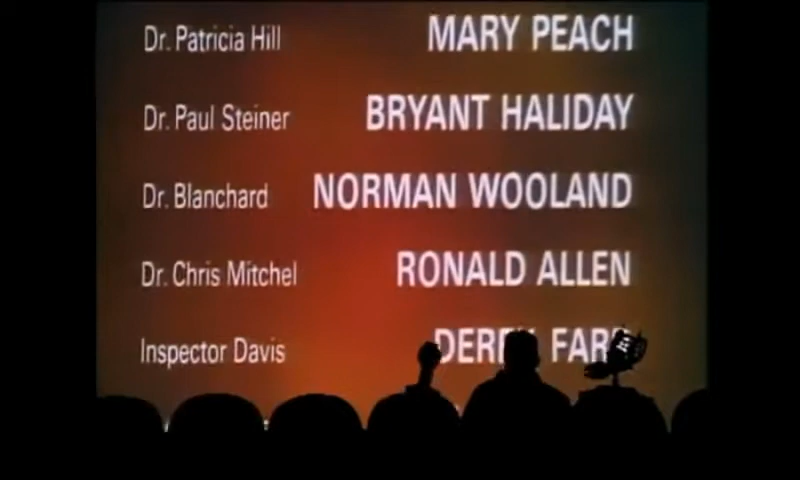 Dr. Patricia Hill MARY PEACH
Dr. Paul Steiner BRYANT HALIDAY
Dr. Blanchard NORMAN WOOLAND
Dr. Chris Mitchel RONALD ALLEN
Inspector Davis